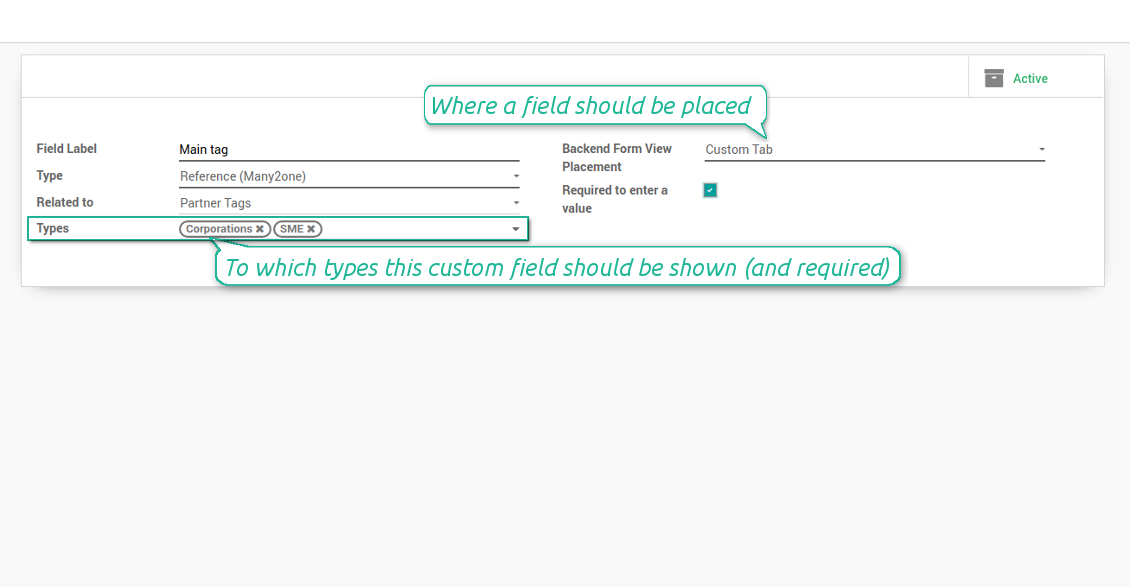 Active
Where a field should be placed
Field Label Main tag
Type Reference (Many2one)
Related to Partner Tags
Types Corporations SME
Backend Form View
Placement
Custom Tab
Required to enter a
value
To which types this custom field should be shown (and required)